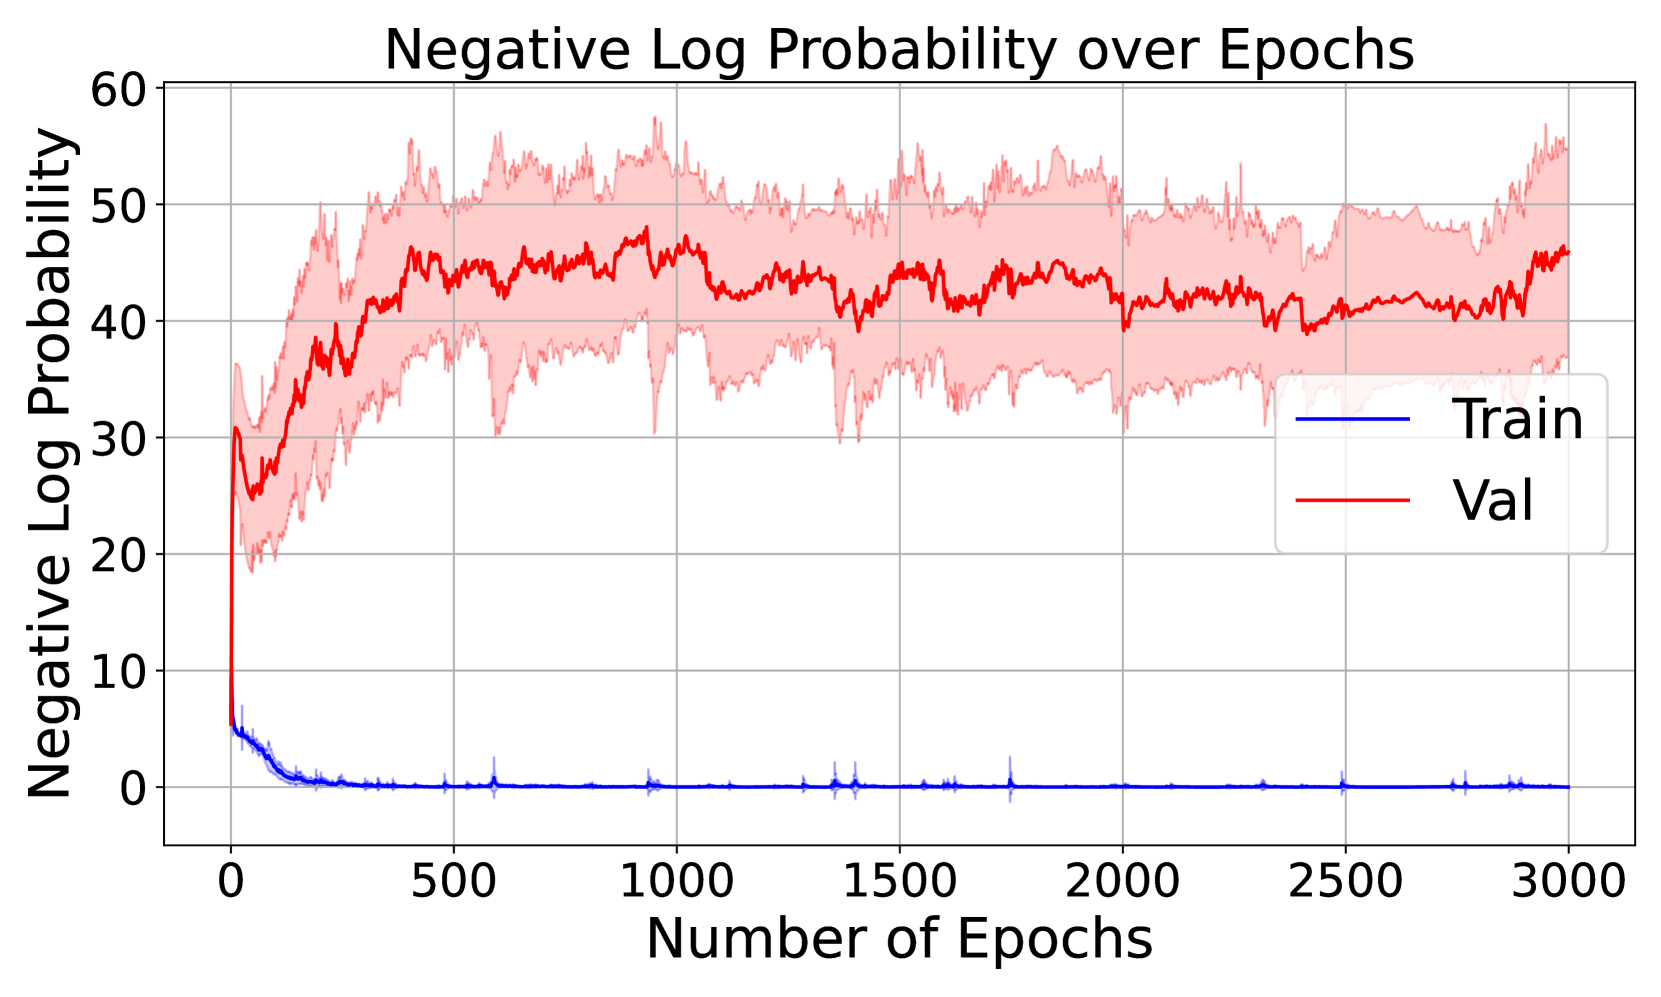 Negative Log Probability over Epochs
Negative Log Probability
60
50
40
30
20
10
0
Train
Val
0 500 1000 1500 2000 2500 3000
Number of Epochs